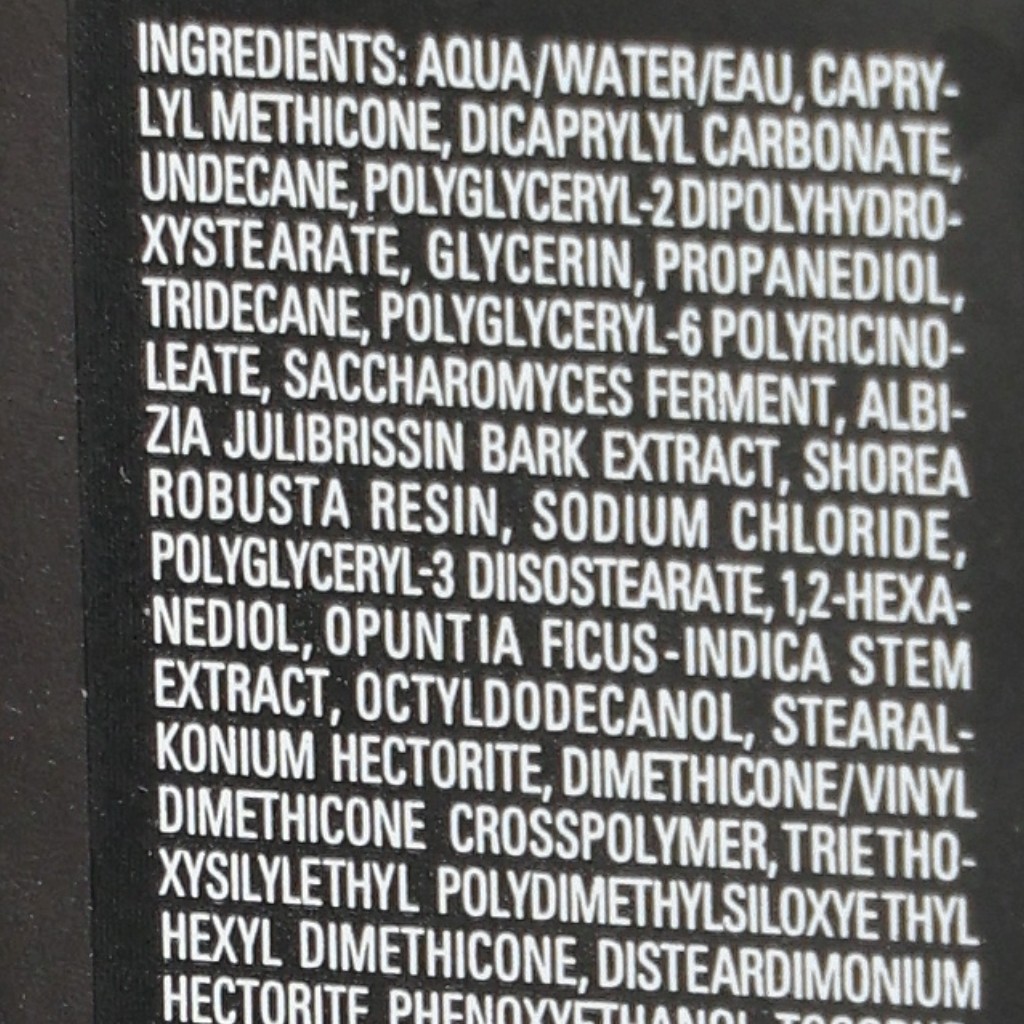 INGREDIENTS: AQUA/WATER/EAU, CAPRY-
LYL METHICONE, DICAPRYLYL CARBONATE,
UNDECANE, POLYGLYCERYL-2 DIPOLYHYDRO-
XYSTEARATE, GLYCERIN, PROPANEDIOL,
TRIDECANE, POLYGLYCERYL-6 POLYRICINO-
LEATE, SACCHAROMYCES FERMENT, ALBI-
ZIA JULIBRISSIN BARK EXTRACT, SHOREA
ROBUSTA RESIN, SODIUM CHLORIDE,
POLYGLYCERYL-3 DIISOSTEARATE, 1,2-HEXA-
NEDIOL, OPUNTIA FICUS-INDICA STEM
EXTRACT, OCTYLDODECANOL, STEARAL-
KONIUM HECTORITE, DIMETHICONE/VINYL
DIMETHICONE CROSSPOLYMER, TRIETHO-
XYSILYLETHYL POLYDIMETHYLSILOXYETHYL
HEXYL DIMETHICONE, DISTEARDIMONIUM
HECTORITE PHENOXYETHANOL